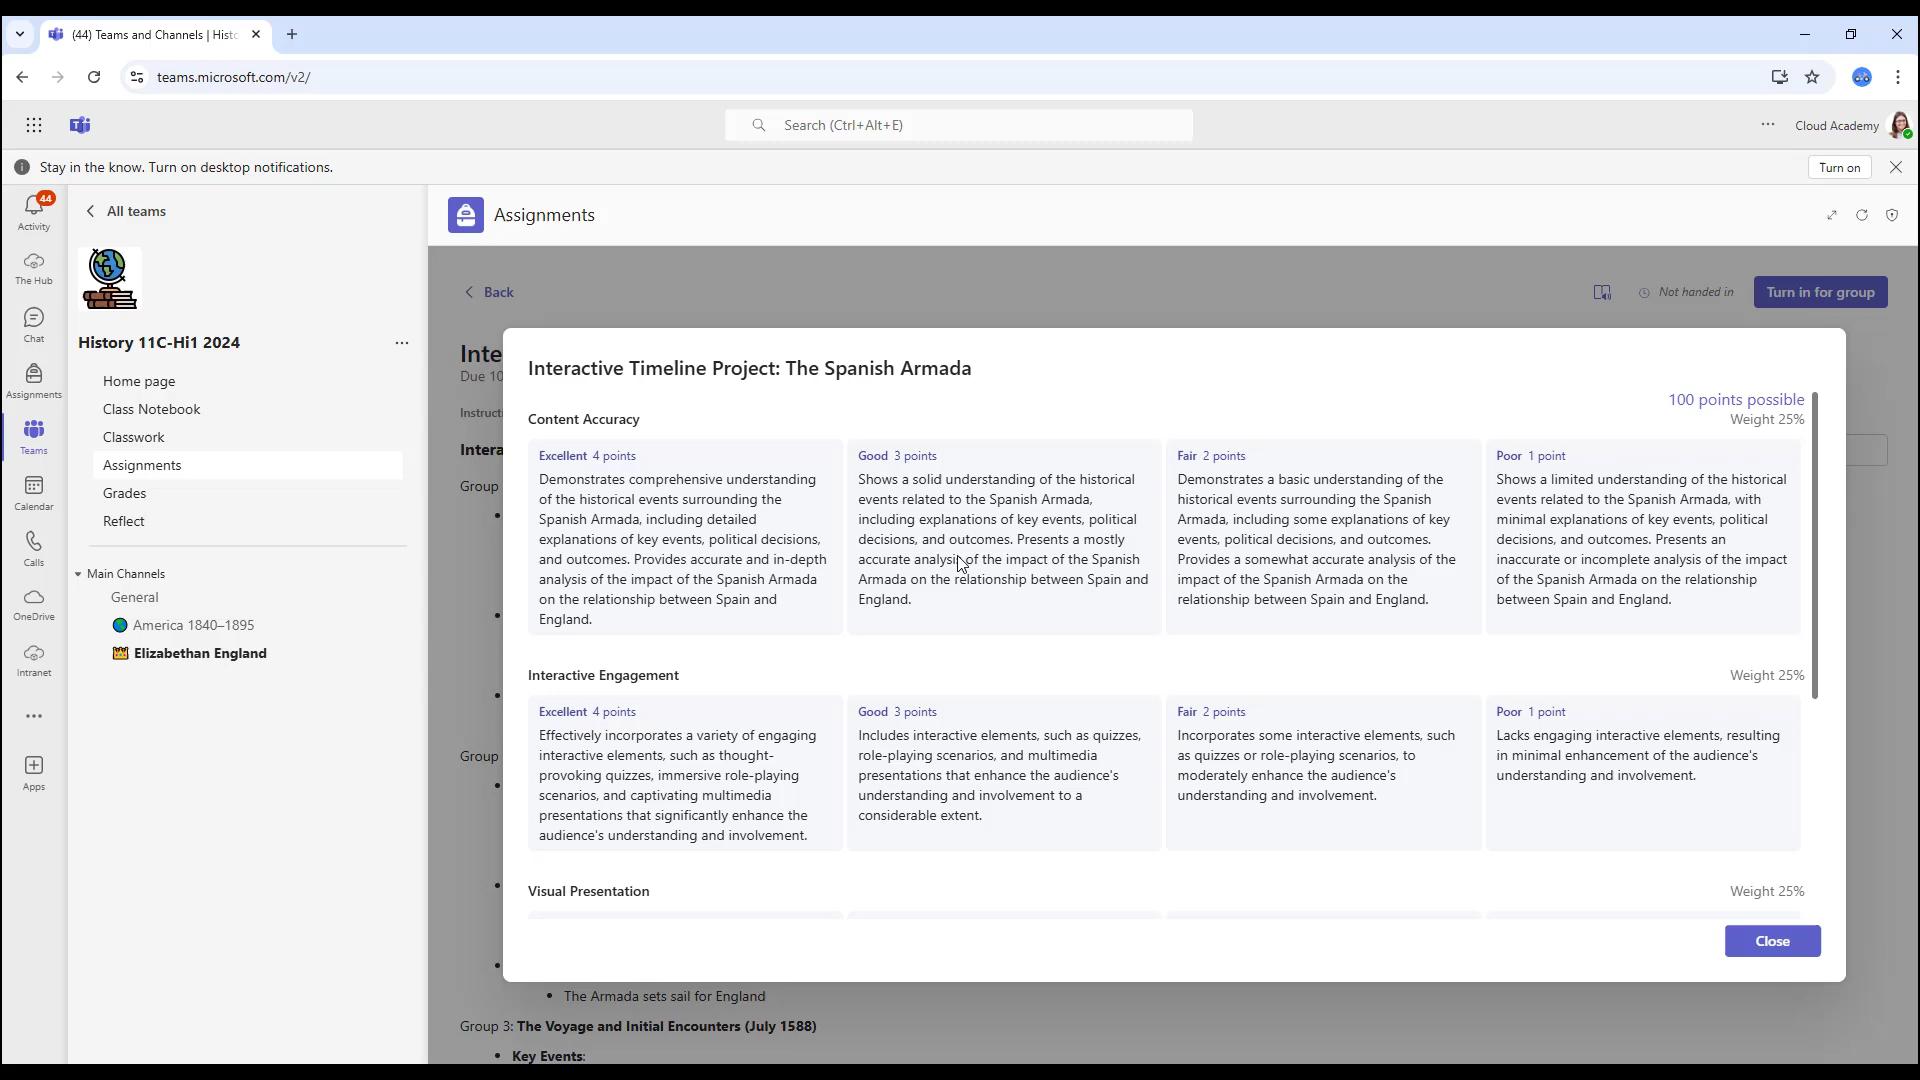 (44) Teams and Channels | Histo
teams.microsoft.com/v2/
Search (Ctrl+Alt+E)
Cloud Academy
Stay in the know. Turn on desktop notifications.
Turn on
44
Activity
The Hub
Chat
Assignments
Teams
Calendar
Calls
OneDrive
Intranet
Apps
All teams
History 11C-Hi1 2024
Home page
Class Notebook
Classwork
Assignments
Grades
Reflect
Main Channels
General
America 1840–1895
Elizabethan England
Assignments
Back
Not handed in
Turn in for group
Inte
Due 10
Instructi
Intera
Group
Group
Interactive Timeline Project: The Spanish Armada
100 points possible
Content Accuracy
Weight 25%
Excellent 4 points
Demonstrates comprehensive understanding
of the historical events surrounding the
Spanish Armada, including detailed
explanations of key events, political decisions,
and outcomes. Provides accurate and in-depth
analysis of the impact of the Spanish Armada
on the relationship between Spain and
England.
Good 3 points
Shows a solid understanding of the historical
events related to the Spanish Armada,
including explanations of key events, political
decisions, and outcomes. Presents a mostly
accurate analysis of the impact of the Spanish
Armada on the relationship between Spain and
England.
Fair 2 points
Demonstrates a basic understanding of the
historical events surrounding the Spanish
Armada, including some explanations of key
events, political decisions, and outcomes.
Provides a somewhat accurate analysis of the
impact of the Spanish Armada on the
relationship between Spain and England.
Poor 1 point
Shows a limited understanding of the historical
events related to the Spanish Armada, with
minimal explanations of key events, political
decisions, and outcomes. Presents an
inaccurate or incomplete analysis of the impact
of the Spanish Armada on the relationship
between Spain and England.
Interactive Engagement
Weight 25%
Excellent 4 points
Effectively incorporates a variety of engaging
interactive elements, such as thought-
provoking quizzes, immersive role-playing
scenarios, and captivating multimedia
presentations that significantly enhance the
audience's understanding and involvement.
Good 3 points
Includes interactive elements, such as quizzes,
role-playing scenarios, and multimedia
presentations that enhance the audience's
understanding and involvement to a
considerable extent.
Fair 2 points
Incorporates some interactive elements, such
as quizzes or role-playing scenarios, to
moderately enhance the audience's
understanding and involvement.
Poor 1 point
Lacks engaging interactive elements, resulting
in minimal enhancement of the audience's
understanding and involvement.
Visual Presentation
Weight 25%
Close
The Armada sets sail for England
Group 3: The Voyage and Initial Encounters (July 1588)
Key Events: